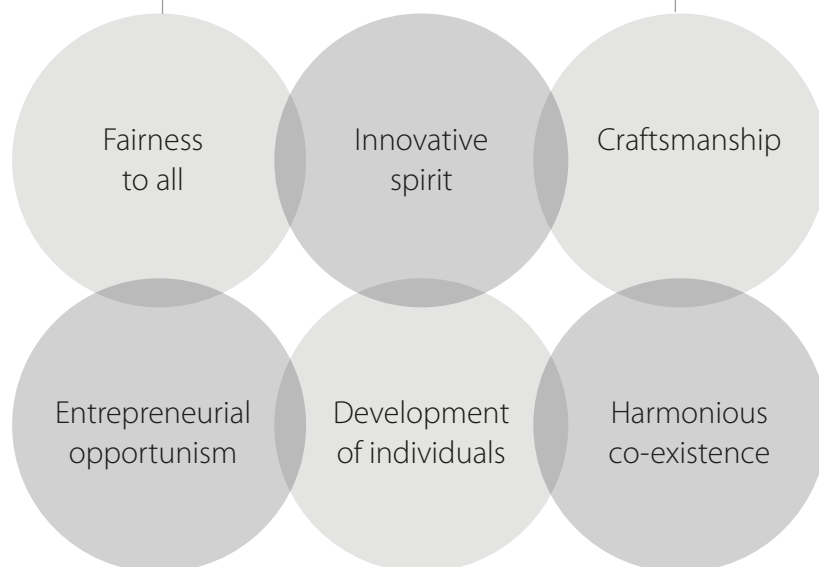 Fairness
to all
Innovative
spirit
Craftsmanship
Entrepreneurial
opportunism
Development
of individuals
Harmonious
co-existence